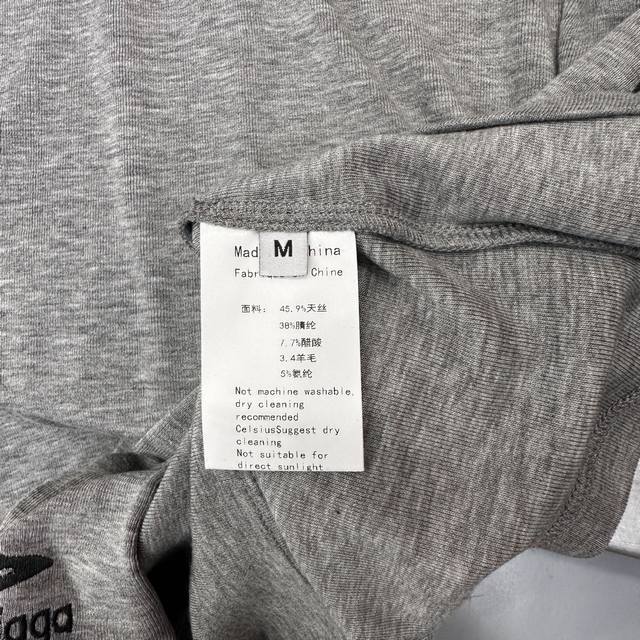 M
Mad hina
Fabri Chine
面料: 45.9%天丝
38%腈纶
7.7%醋酸
3.4羊毛
5%氨纶
Not machine washable,
dry cleaning
recommended
CelsiusSuggest dry
cleaning
Not suitable for
direct sunlight